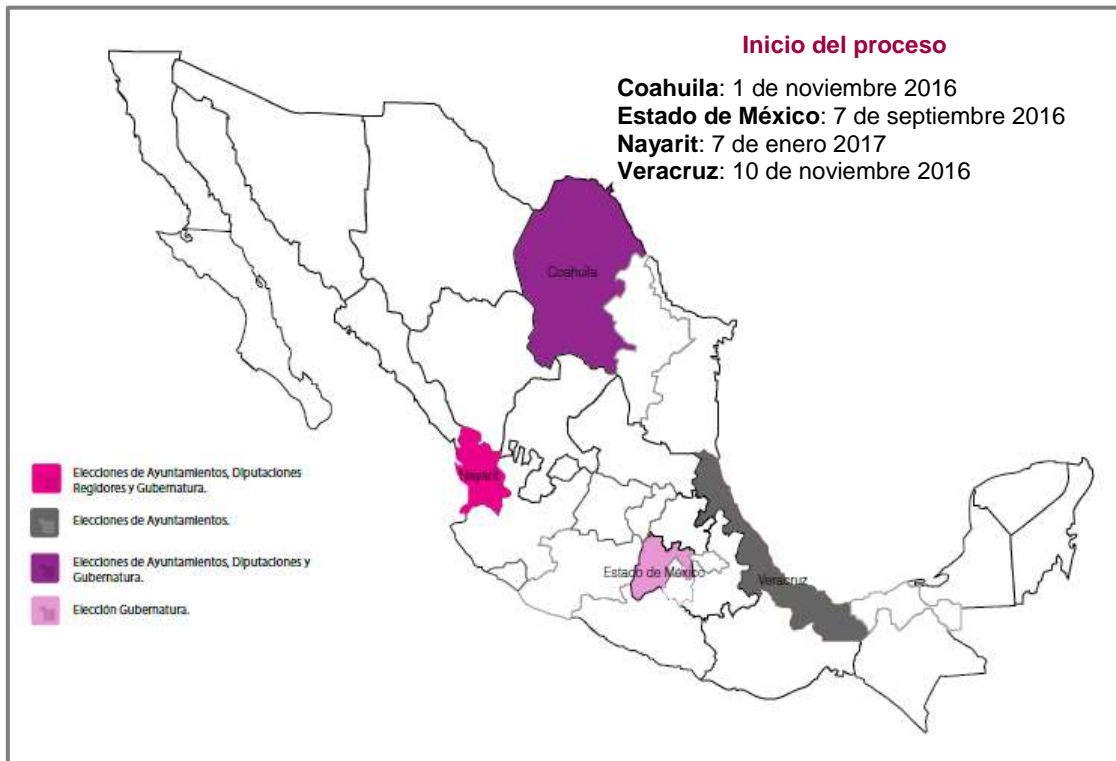 Inicio del proceso
Coahuila: 1 de noviembre 2016
Estado de México: 7 de septiembre 2016
Nayarit: 7 de enero 2017
Veracruz: 10 de noviembre 2016
Coahuila
Nayarit
Estado de México
Veracruz
Elecciones de Ayuntamientos, Diputaciones
Regidores y Gubernatura.
Elecciones de Ayuntamientos.
Elecciones de Ayuntamientos, Diputaciones y
Gubernatura.
Elección Gubernatura.